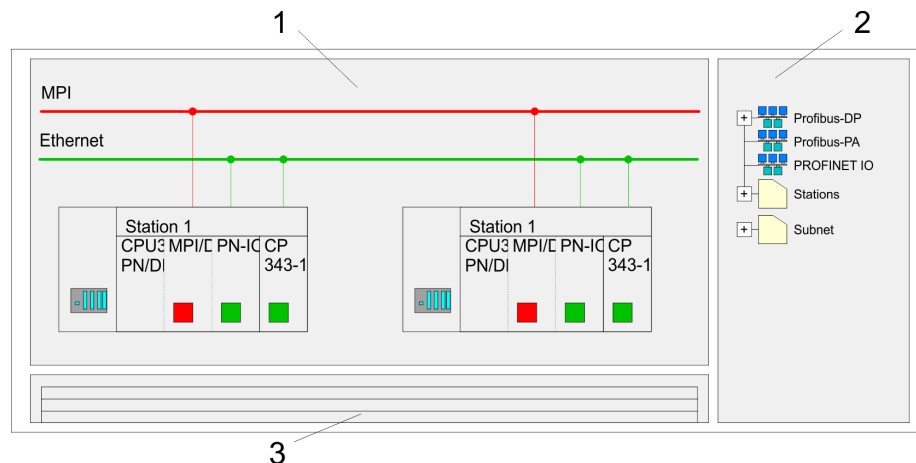 1
2
MPI
Ethernet
Station 1
CPU3 MPI/D PN-IO CP
PN/DI 343-1
Station 1
CPU3 MPI/D PN-IO CP
PN/DI 343-1
Profibus-DP
Profibus-PA
PROFINET IO
Stations
Subnet
3